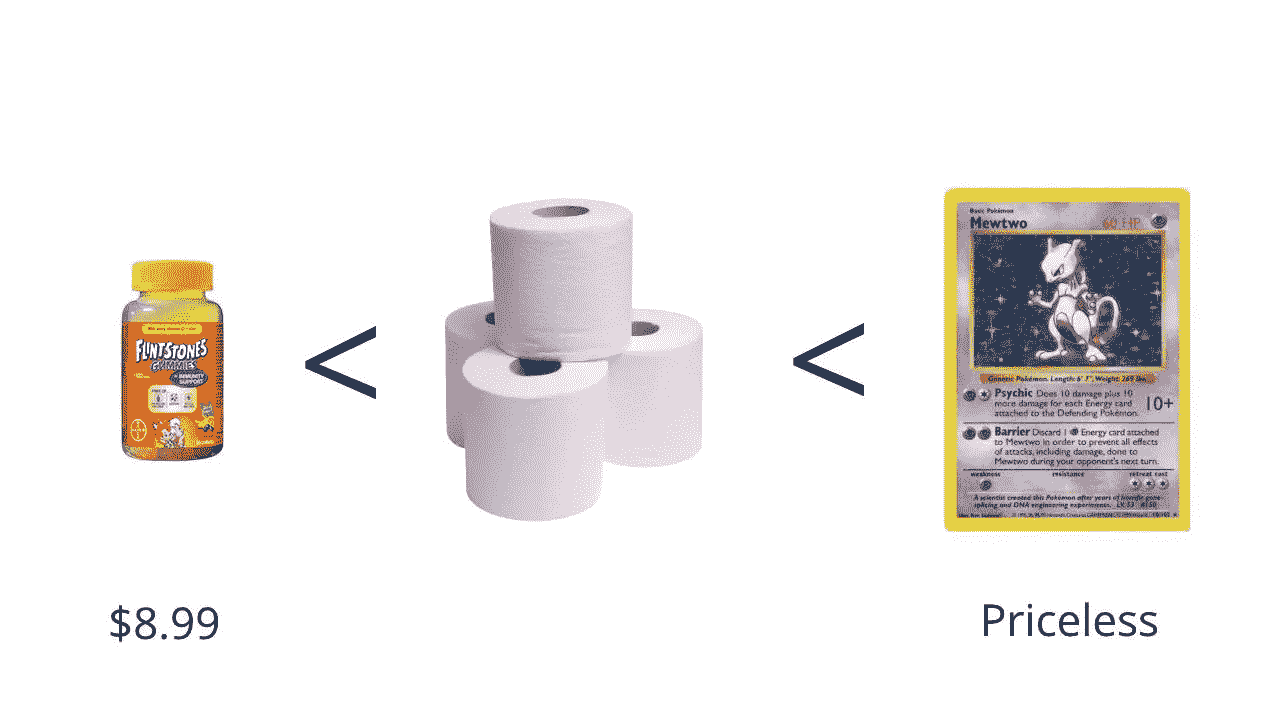 FLINTSTONES
GUMMIES
IMMUNITY
SUPPORT
<
<
Basic Pokémon
Mewtwo
60 HP
Genetic Pokémon. Length: 6' 7", Weight: 269 lbs.
Psychic Does 10 damage plus 10
more damage for each Energy card
attached to the Defending Pokémon.
10+
Barrier Discard 1 Energy card attached
to Mewtwo in order to prevent all effects
of attacks, including damage, done to
Mewtwo during your opponent's next turn.
weakness
resistance
retreat cost
A scientist created this Pokémon after years of horrific gene-
splicing and DNA engineering experiments. LV. 53 #150
$8.99
Priceless